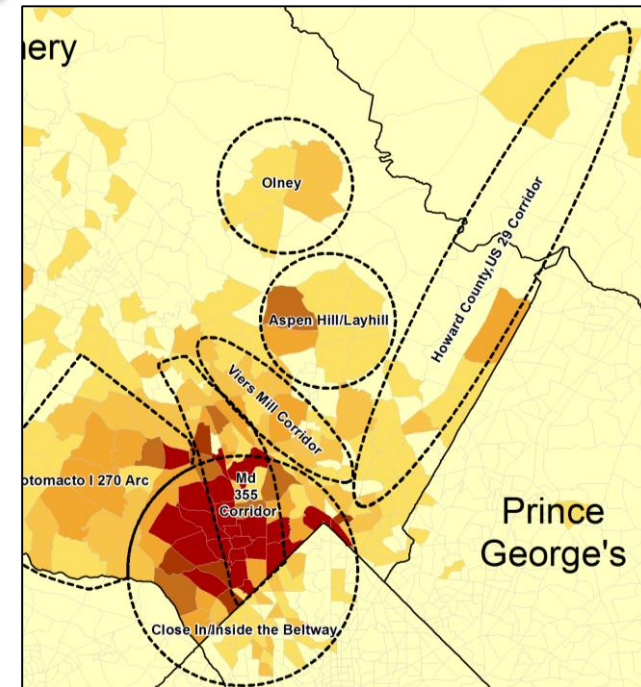 nery
Olney
Howard County,US 29 Corridor
Aspen Hill/Layhill
Viers Mill Corridor
otomacto I 270 Arc
Md
355
Corridor
Prince
George's
Close In/Inside the Beltway